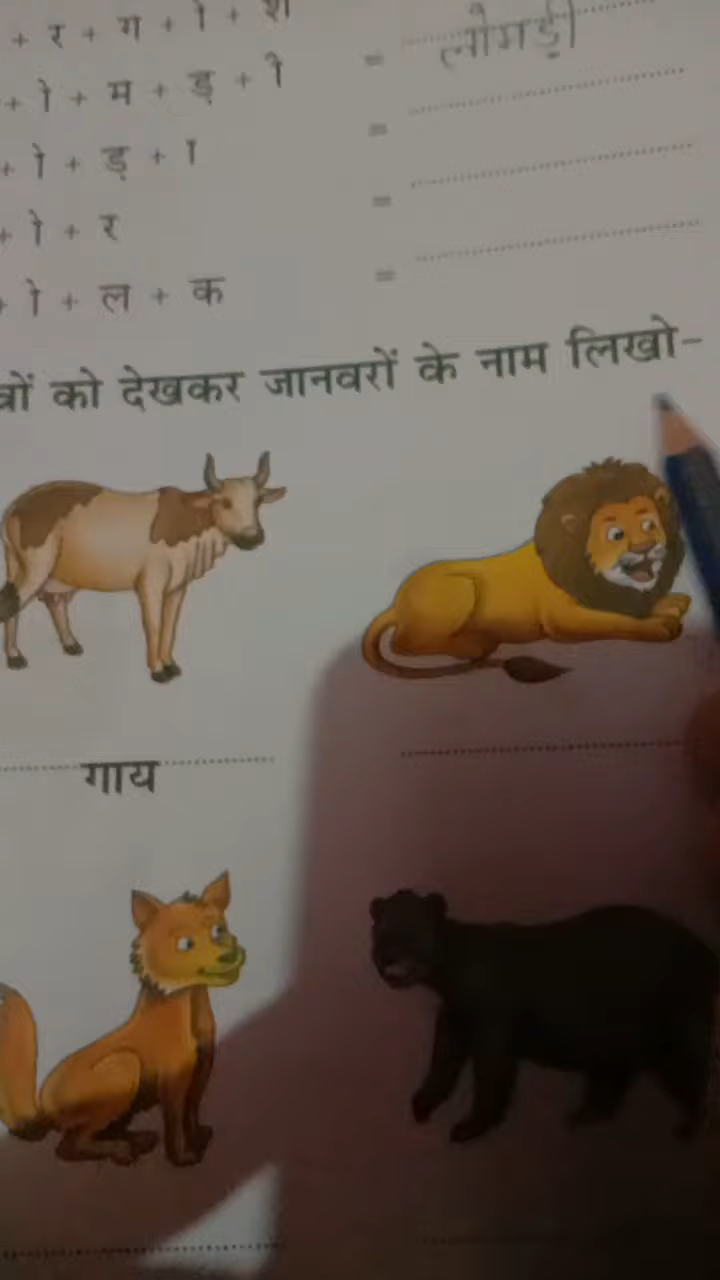 + र + ग + ो + श
+ ो + म + ड़ + ी = लोमड़ी
+ ो + ड़ + ा =
+ ो + र =
+ ो + ल + क =
त्रों को देखकर जानवरों के नाम लिखो-
गाय